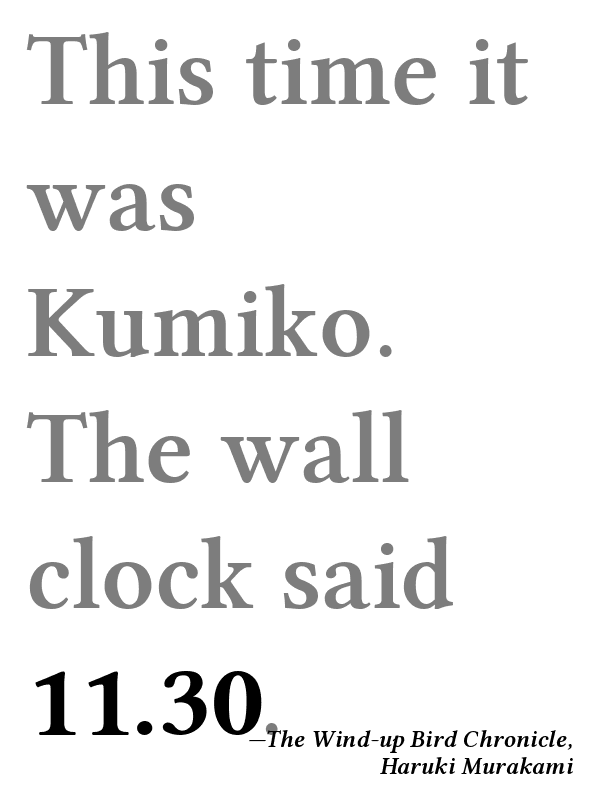 This time it
was
Kumiko.
The wall
clock said
11.30.
—The Wind-up Bird Chronicle,
Haruki Murakami